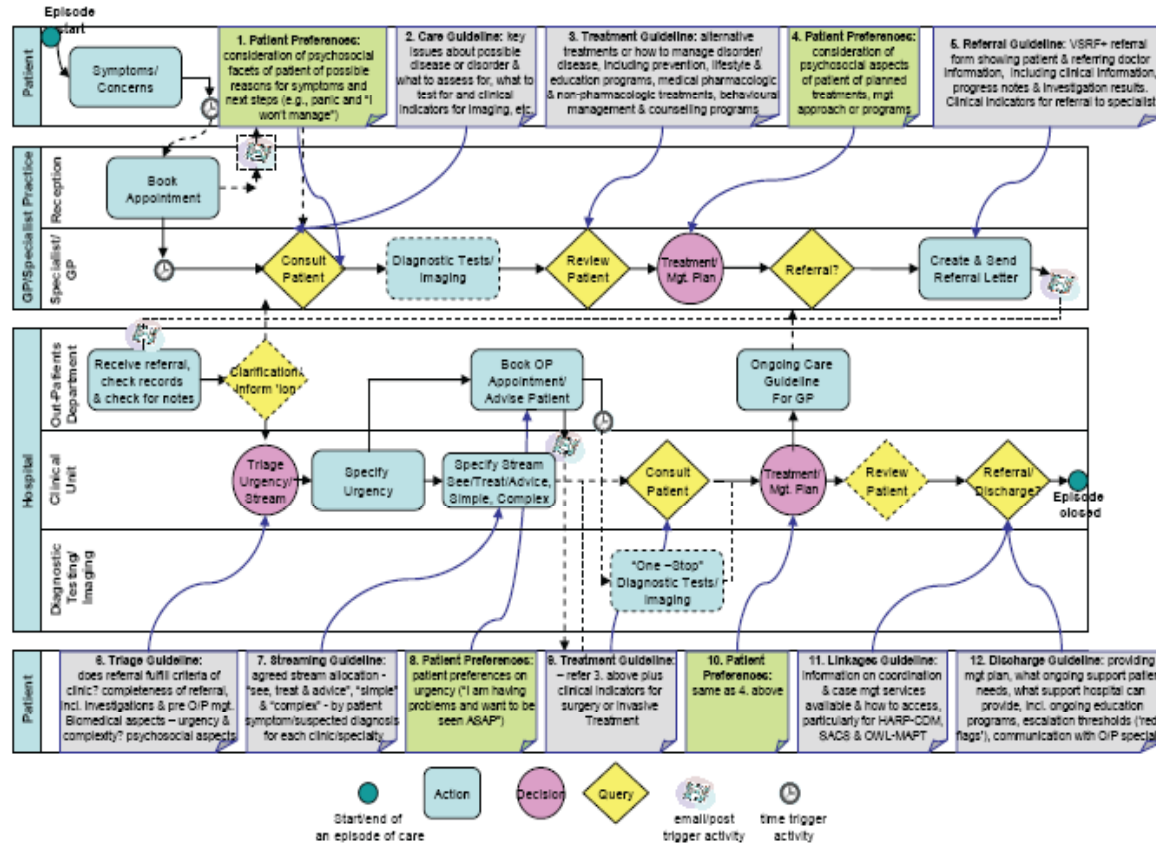 Episode
start
Patient
Symptoms/
Concerns
1. Patient Preferences:
consideration of psychosocial
facets of patient of possible
reasons for symptoms and
next steps (e.g., panic and "I
won't manage")
2. Care Guideline: key
issues about possible
disease or disorder &
what to assess for, what to
test for and clinical
indicators for imaging, etc.
3. Treatment Guideline: alternative
treatments or how to manage disorder/
disease, including prevention, lifestyle
& education programs, medical pharmacologic
& non-pharmacologic treatments, behavioural
management & counselling programs
4. Patient Preferences:
consideration of
psychosocial aspects
of patient of planned
treatments, mgt
approach or programs
5. Referral Guideline: VSRF+ referral
form showing patient & referring doctor
information, including clinical information,
progress notes & investigation results.
Clinical indicators for referral to specialist
GP/Specialist Practice
Reception
Book
Appointment
Specialist/
GP
Consult
Patient
Diagnostic Tests/
Imaging
Review
Patient
Treatment/
Mgt. Plan
Referral?
Create & Send
Referral Letter
Hospital
Out-Patients
Department
Receive referral,
check records
& check for notes
Clarification/
inform 'ion
Book OP
Appointment/
Advise Patient
Ongoing Care
Guideline
For GP
Clinical
Unit
Triage
Urgency/
Stream
Specify
Urgency
Specify Stream
See/Treat/Advice,
Simple, Complex
Consult
Patient
Treatment/
Mgt. Plan
Review
Patient
Referral/
Discharge?
Episode
closed
Diagnostic
Testing/
Imaging
"One –Stop"
Diagnostic Tests/
Imaging
Patient
6. Triage Guideline:
does referral fulfill criteria of
clinic? completeness of referral,
incl. Investigations & pre O/P mgt.
Biomedical aspects – urgency &
complexity? psychosocial aspects
7. Streaming Guideline:
agreed stream allocation -
"see, treat & advice", "simple"
& "complex" - by patient
symptom/suspected diagnosis
for each clinic/specialty
8. Patient Preferences:
patient preferences on
urgency ("I am having
problems and want to be
seen ASAP")
9. Treatment Guideline:
– refer 3. above plus
clinical indicators for
surgery or Invasive
Treatment
10. Patient
Preferences:
same as 4. above
11. Linkages Guideline:
Information on coordination
& case mgt services
available & how to access,
particularly for HARP-CDM,
SACS & OWL-MAPT
12. Discharge Guideline: providing
mgt plan, what ongoing support patient
needs, what support hospital can
provide, incl. ongoing education
programs, escalation thresholds ('red
flags'), communication with O/P special
Start/end of
an episode of care
Action
Decision
Query
email/post
trigger activity
time trigger
activity